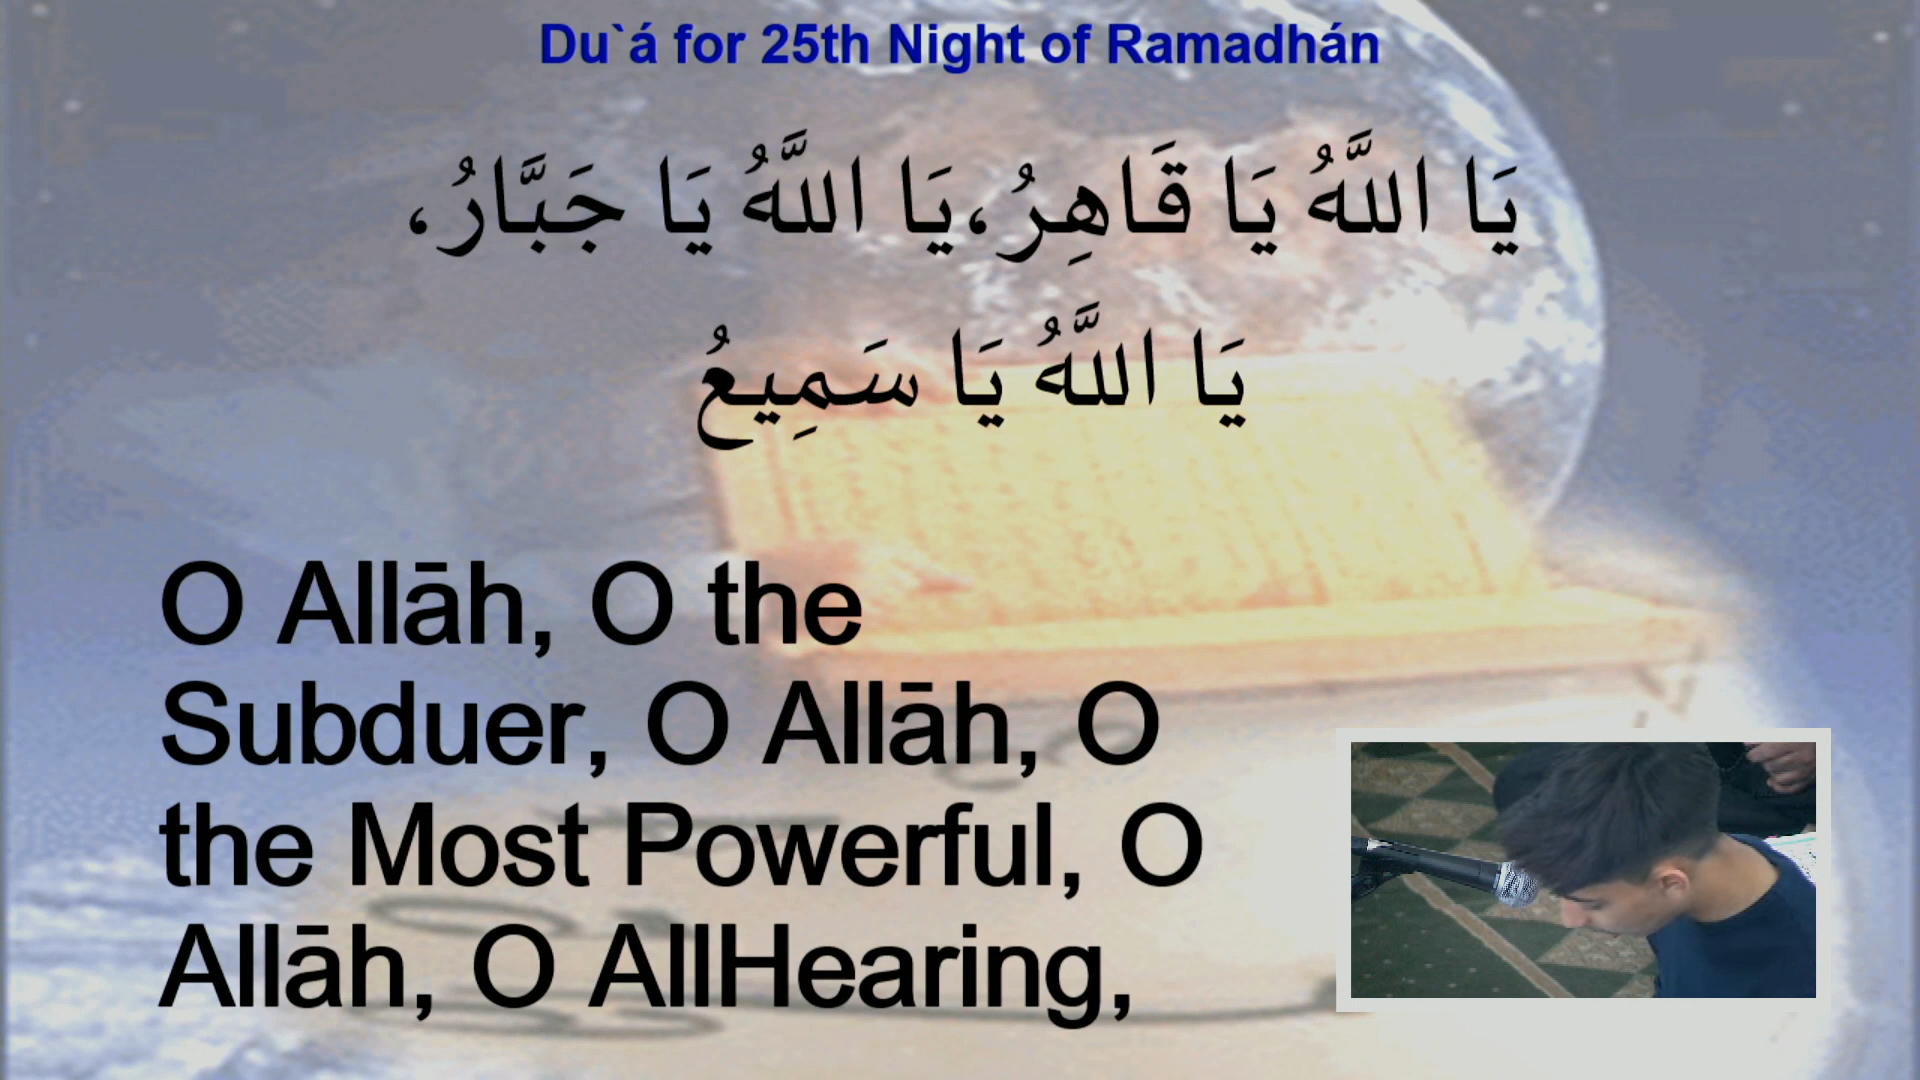 Du`á for 25th Night of Ramadhán
يَا اللَّهُ يَا قَاهِرُ،يَا اللَّهُ يَا جَبَّارُ،
يَا اللَّهُ يَا سَمِيعُ
O Allāh, O the
Subduer, O Allāh, O
the Most Powerful, O
Allāh, O AllHearing,